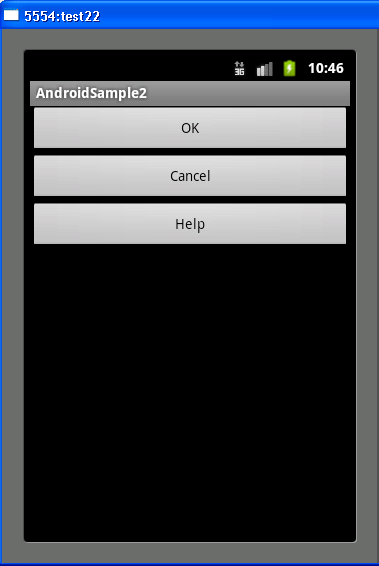 5554:test22
3G 10:46
AndroidSample2
OK
Cancel
Help